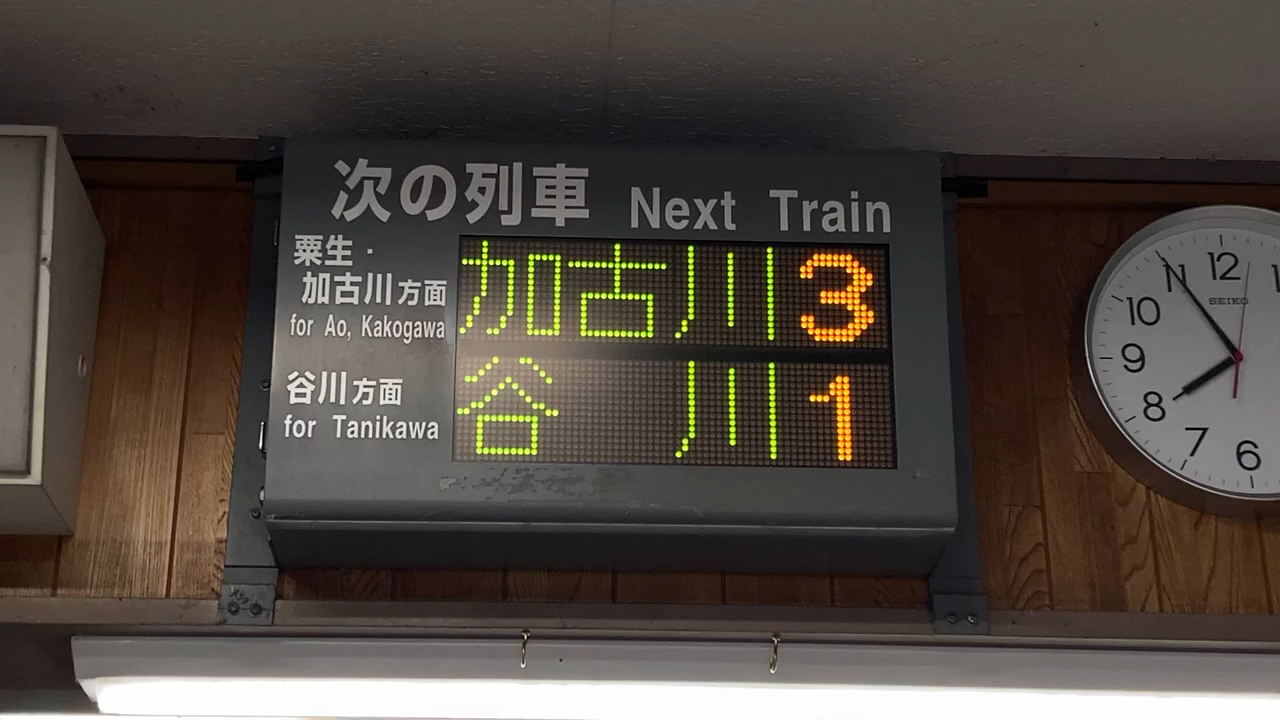 次の列車 Next Train
粟生・
加古川方面
for Ao, Kakogawa
加古川 3
谷川方面
for Tanikawa
谷 川 1
SEIKO
12
11
10
9
8
7
6